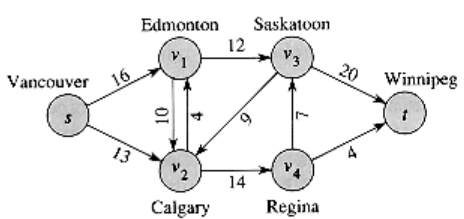 Edmonton
Saskatoon
Vancouver
Winnipeg
Calgary
Regina
s
v1
v2
v3
v4
t
16
13
10
4
12
9
14
7
20
4